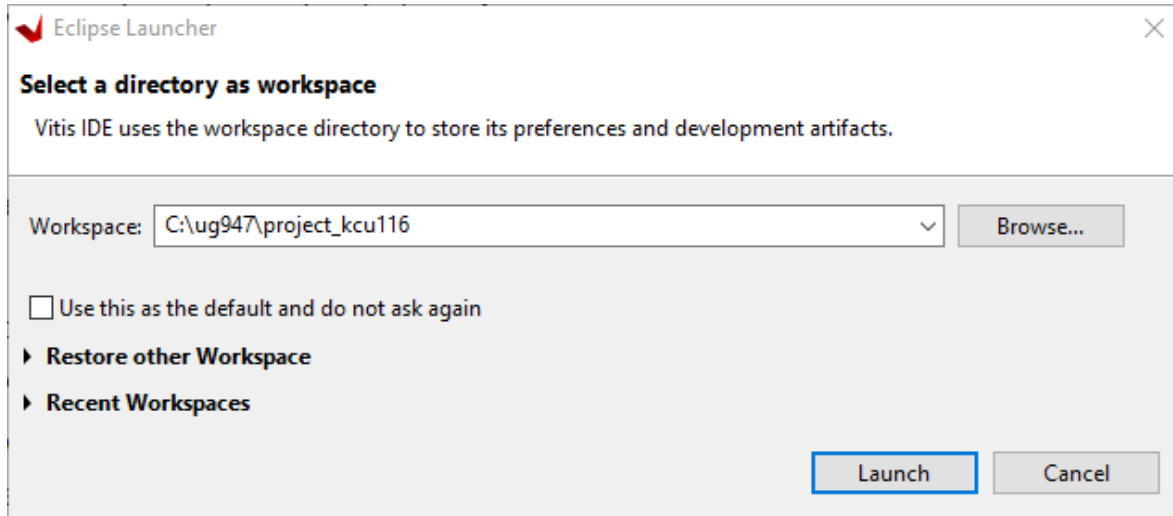 Eclipse Launcher
Select a directory as workspace
Vitis IDE uses the workspace directory to store its preferences and development artifacts.
Workspace: C:\ug947\project_kcu116 Browse...
Use this as the default and do not ask again
Restore other Workspace
Recent Workspaces
Launch Cancel